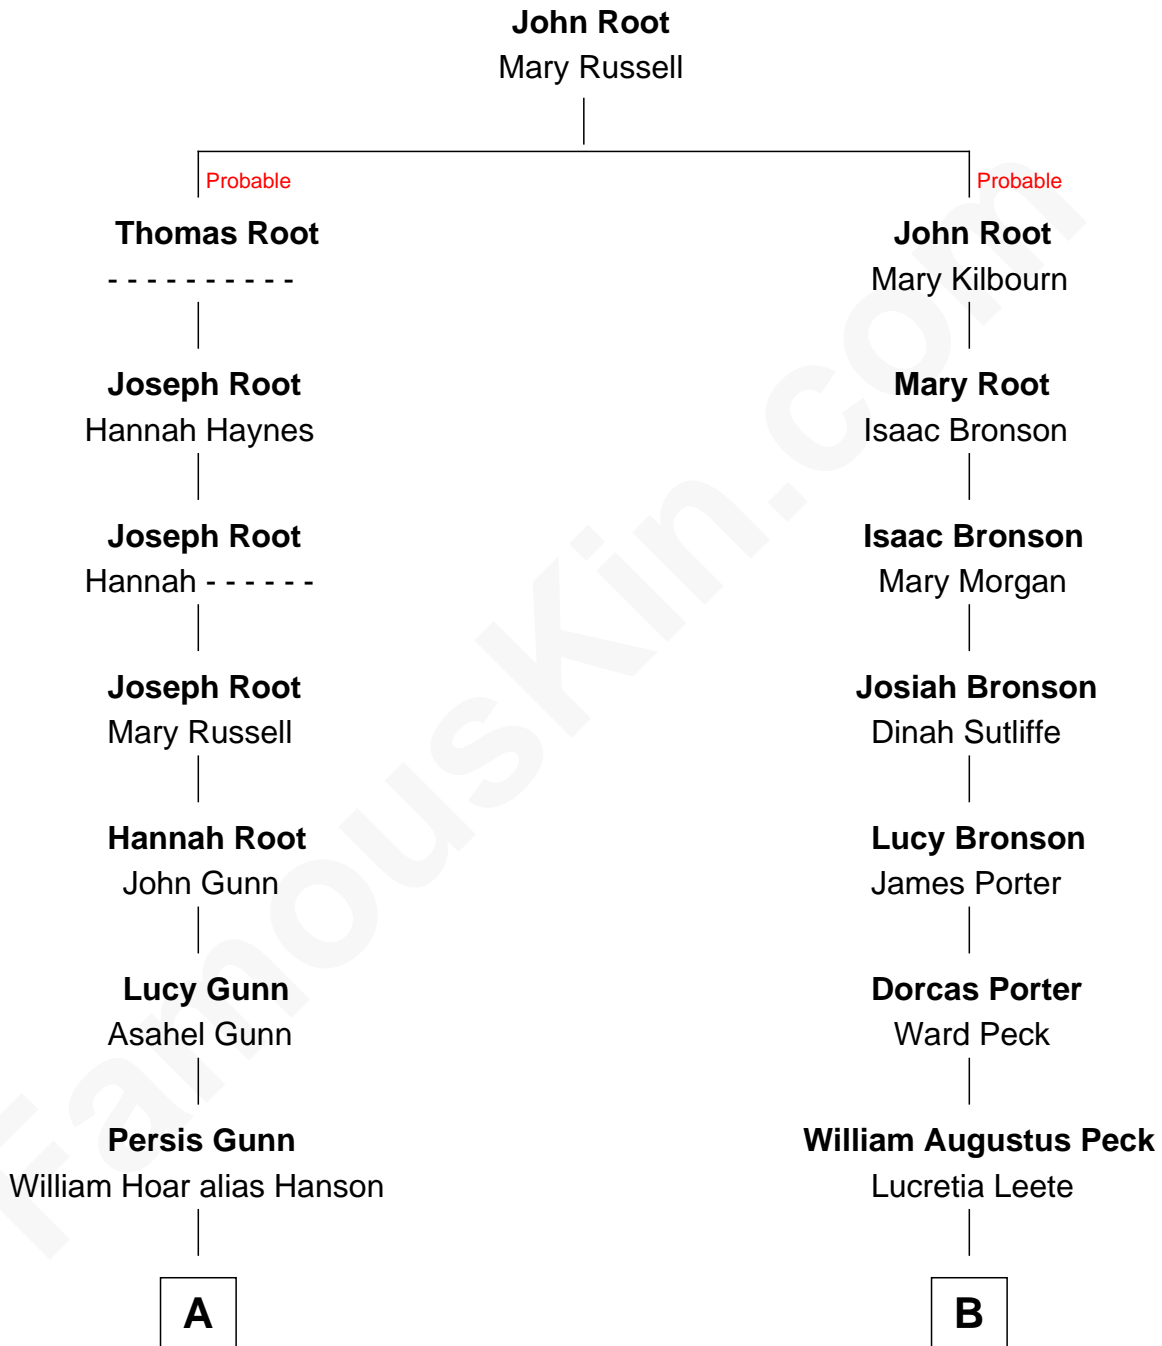 John Root
Mary Russell
Probable
Probable
Thomas Root
- - - - - - - - - -
John Root
Mary Kilbourn
Joseph Root
Hannah Haynes
Mary Root
Isaac Bronson
Joseph Root
Hannah - - - - - -
Isaac Bronson
Mary Morgan
Joseph Root
Mary Russell
Josiah Bronson
Dinah Sutliffe
Hannah Root
John Gunn
Lucy Bronson
James Porter
Lucy Gunn
Asahel Gunn
Dorcas Porter
Ward Peck
Persis Gunn
William Hoar alias Hanson
William Augustus Peck
Lucretia Leete
A
B
FamousKin.com